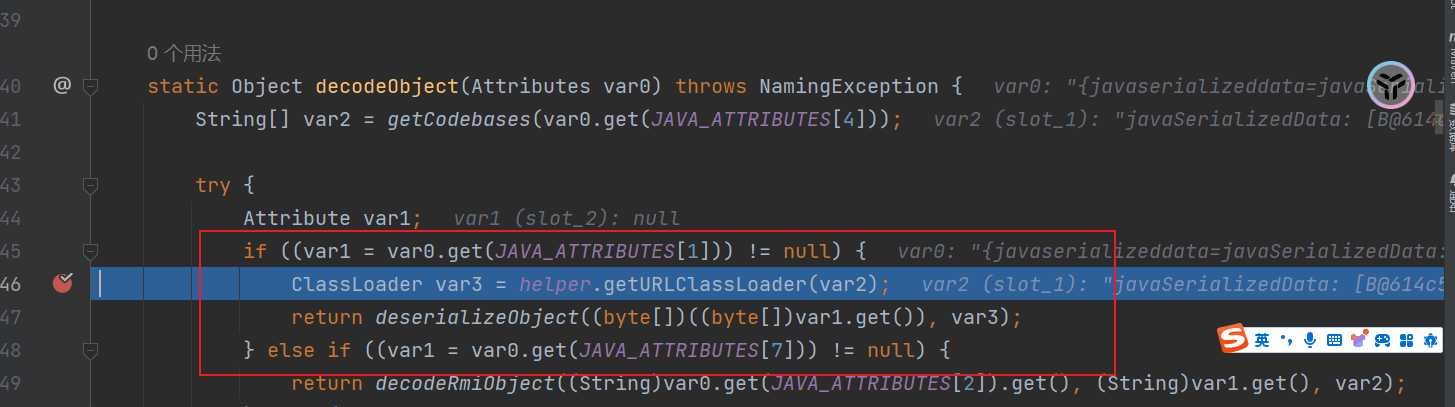 39
0 个用法
40 @ static Object decodeObject(Attributes var0) throws NamingException { var0: "{javaserializeddata=javaSeriali
41 String[] var2 = getCodebases(var0.get(JAVA_ATTRIBUTES[4])); var2 (slot_1): "javaSerializedData: [B@614c
42
43 try {
44 Attribute var1; var1 (slot_2): null
45 if ((var1 = var0.get(JAVA_ATTRIBUTES[1])) != null) { var0: "{javaserializeddata=javaSerializedData:
46 ClassLoader var3 = helper.getURLClassLoader(var2); var2 (slot_1): "javaSerializedData: [B@614c5
47 return deserializeObject((byte[])((byte[])var1.get()), var3);
英
48 } else if ((var1 = var0.get(JAVA_ATTRIBUTES[7])) != null) {
49 return decodeRmiObject((String)var0.get(JAVA_ATTRIBUTES[2]).get(), (String)var1.get(), var2);